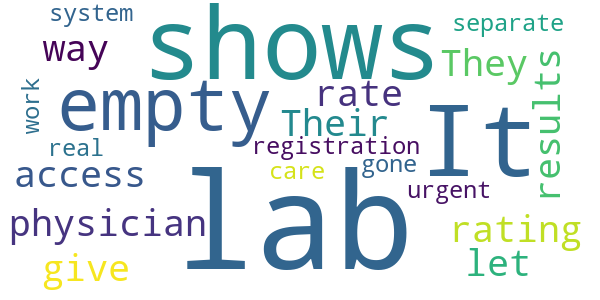 system
shows
separate
way
They
empty
rate
It
results
work
Their
real
registration
access
gone
care
lab
urgent
physician
rating
give
let